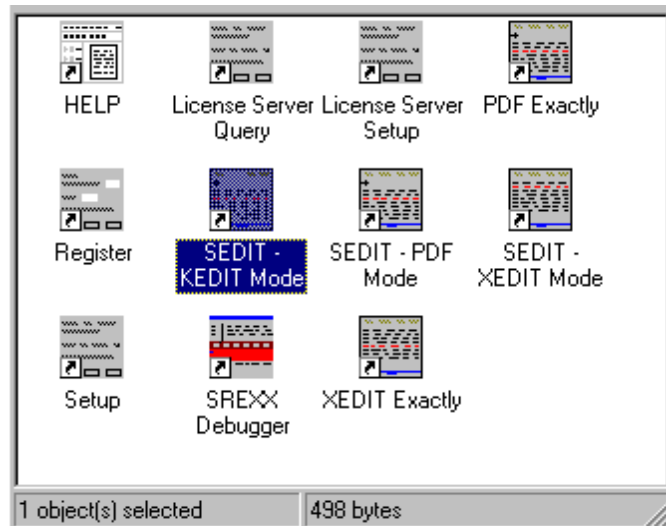 HELP
License Server
Query
License Server
Setup
PDF Exactly
Register
SEDIT -
KEDIT Mode
SEDIT - PDF
Mode
SEDIT -
XEDIT Mode
Setup
SREXX
Debugger
XEDIT Exactly
1 object(s) selected
498 bytes